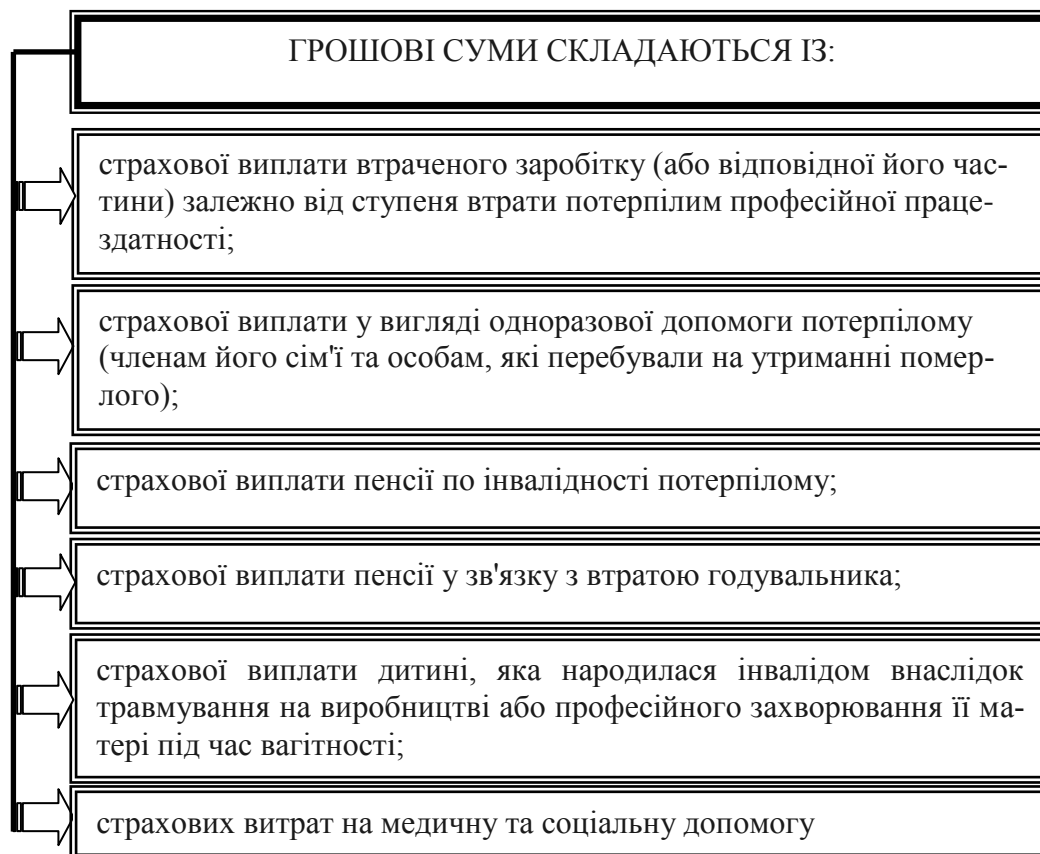 ГРОШОВІ СУМИ СКЛАДАЮТЬСЯ ІЗ:
страхової виплати втраченого заробітку (або відповідної його час-
тини) залежно від ступеня втрати потерпілим професійної праце-
здатності;
страхової виплати у вигляді одноразової допомоги потерпілому
(членам його сім'ї та особам, які перебували на утриманні помер-
лого);
страхової виплати пенсії по інвалідності потерпілому;
страхової виплати пенсії у зв'язку з втратою годувальника;
страхової виплати дитині, яка народилася інвалідом внаслідок
травмування на виробництві або професійного захворювання її ма-
тері під час вагітності;
страхових витрат на медичну та соціальну допомогу